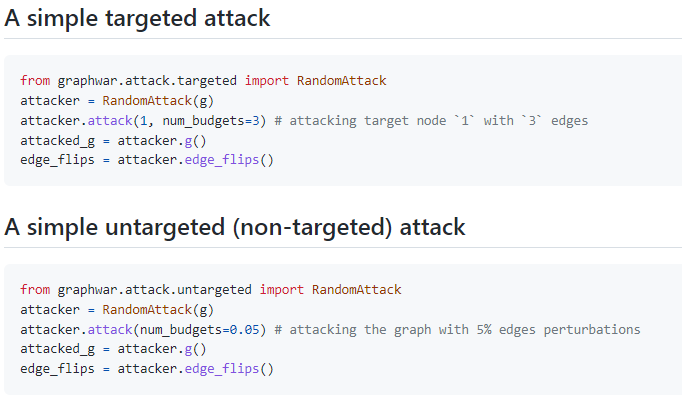 A simple targeted attack
from graphwar.attack.targeted import RandomAttack
attacker = RandomAttack(g)
attacker.attack(1, num_budgets=3) # attacking target node `1` with `3` edges
attacked_g = attacker.g()
edge_flips = attacker.edge_flips()
A simple untargeted (non-targeted) attack
from graphwar.attack.untargeted import RandomAttack
attacker = RandomAttack(g)
attacker.attack(num_budgets=0.05) # attacking the graph with 5% edges perturbations
attacked_g = attacker.g()
edge_flips = attacker.edge_flips()